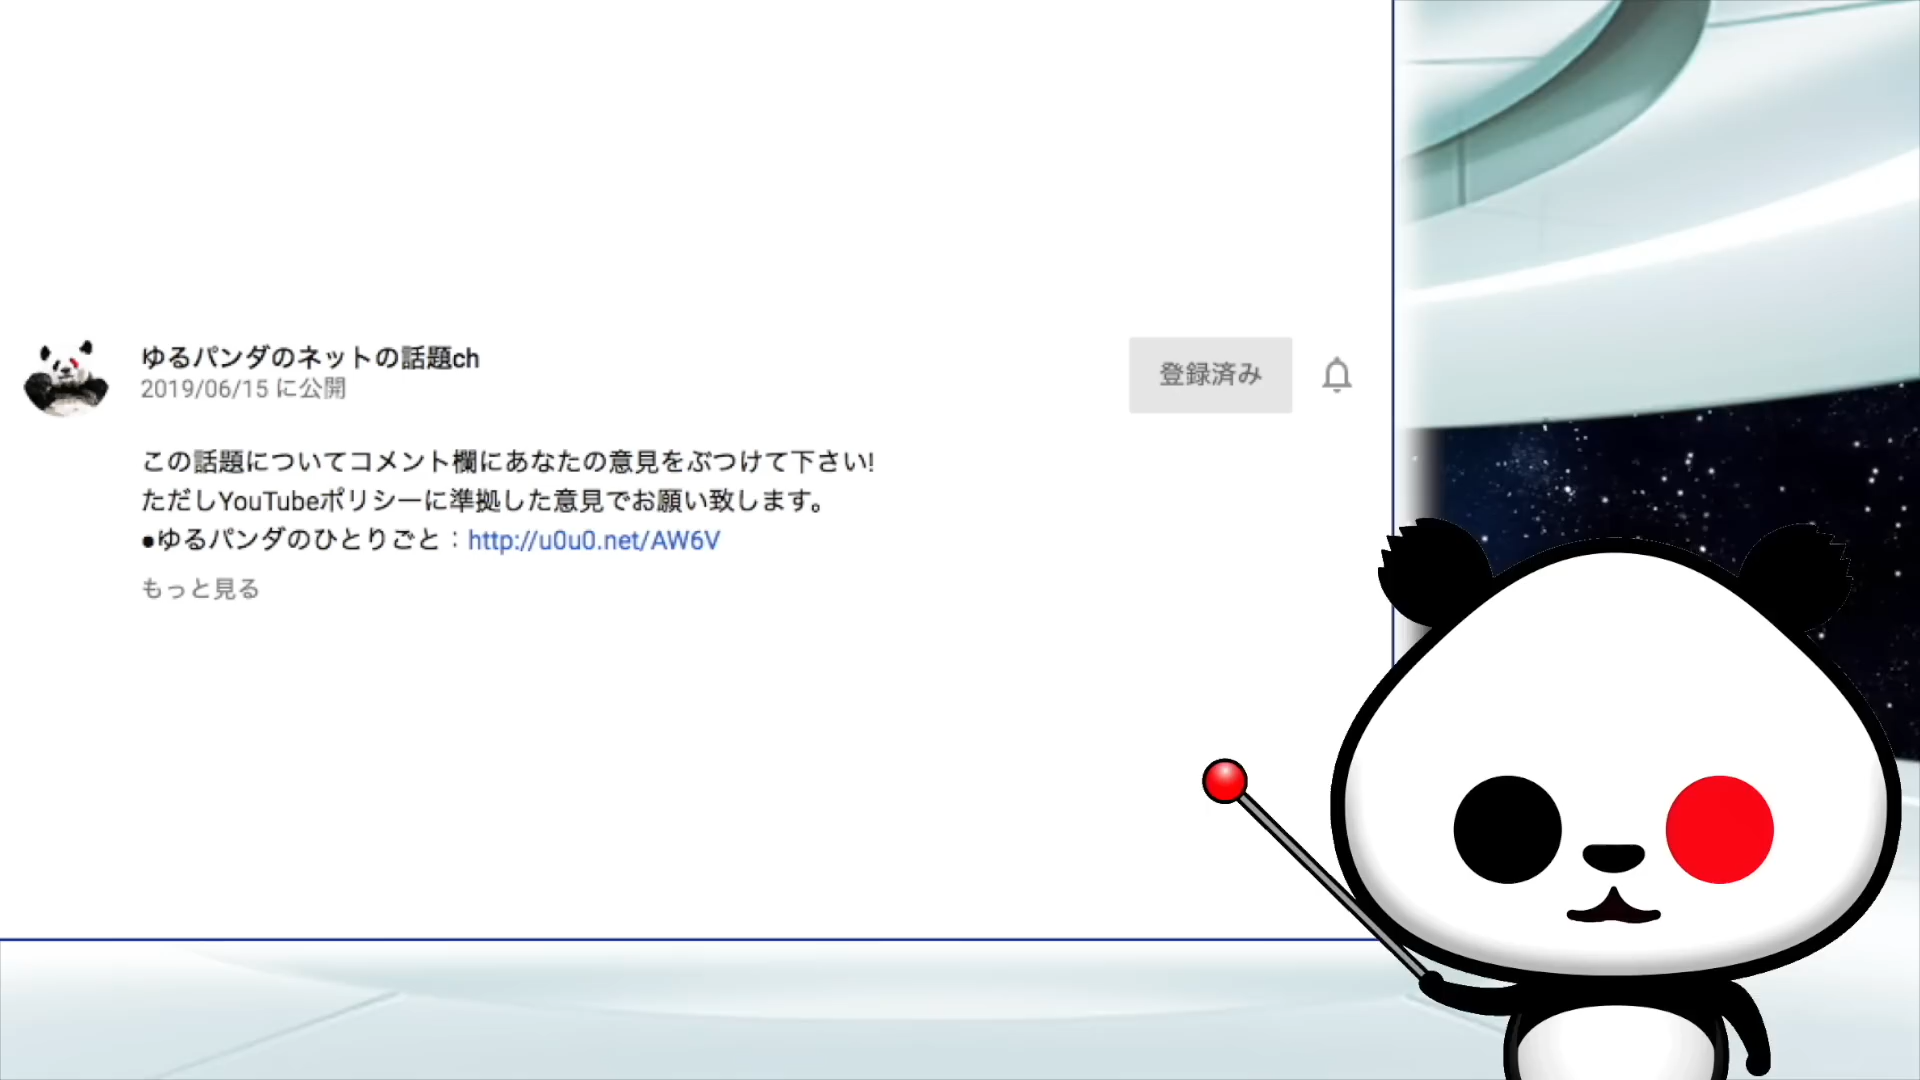 ゆるパンダのネットの話題ch
2019/06/15 に公開
登録済み
この話題についてコメント欄にあなたの意見をぶつけて下さい!
ただしYouTubeポリシーに準拠した意見でお願い致します。
●ゆるパンダのひとりごと：http://u0u0.net/AW6V
もっと見る